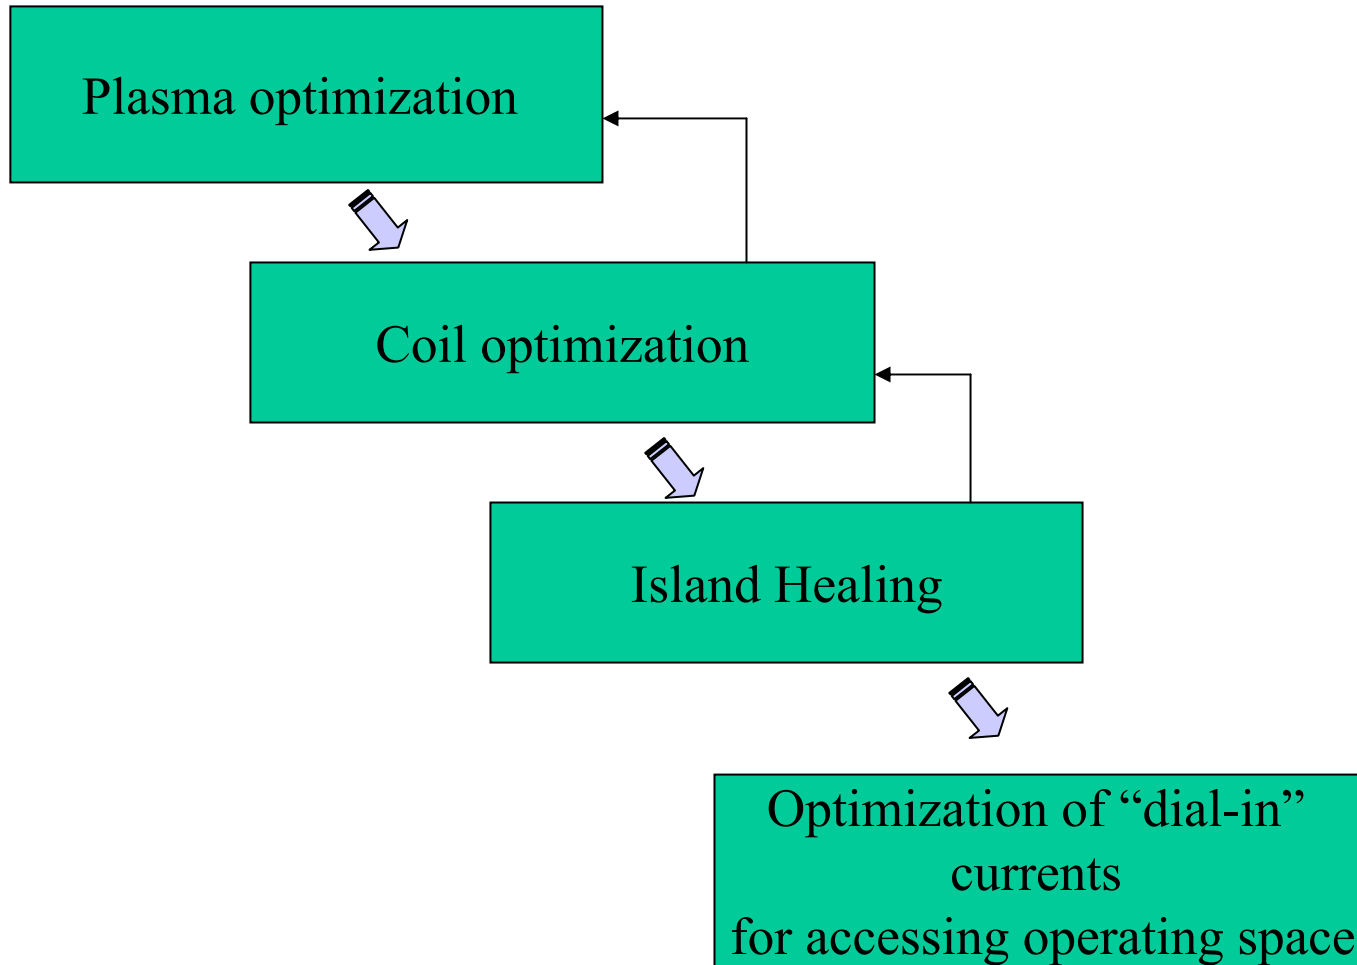 Plasma optimization
Coil optimization
Island Healing
Optimization of “dial-in”
currents
for accessing operating space